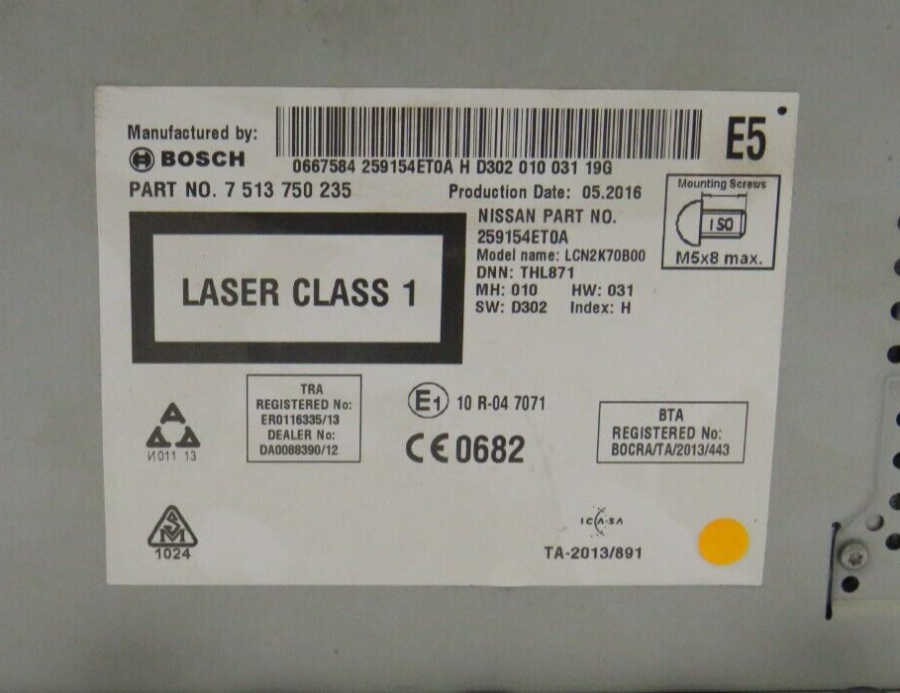 Manufactured by:
BOSCH
0667584 259154ET0A H D302 010 031 19G
E5
PART NO. 7 513 750 235
Production Date: 05.2016
Mounting Screws
ISO
M5x8 max.
LASER CLASS 1
NISSAN PART NO.
259154ET0A
Model name: LCN2K70B00
DNN: THL871
MH: 010 HW: 031
SW: D302 Index: H
И011 13
TRA
REGISTERED No:
ER0116335/13
DEALER No:
DA0088390/12
E1 10 R-04 7071
CE 0682
BTA
REGISTERED No:
BOCRA/TA/2013/443
SM
1024
ICASA
TA-2013/891